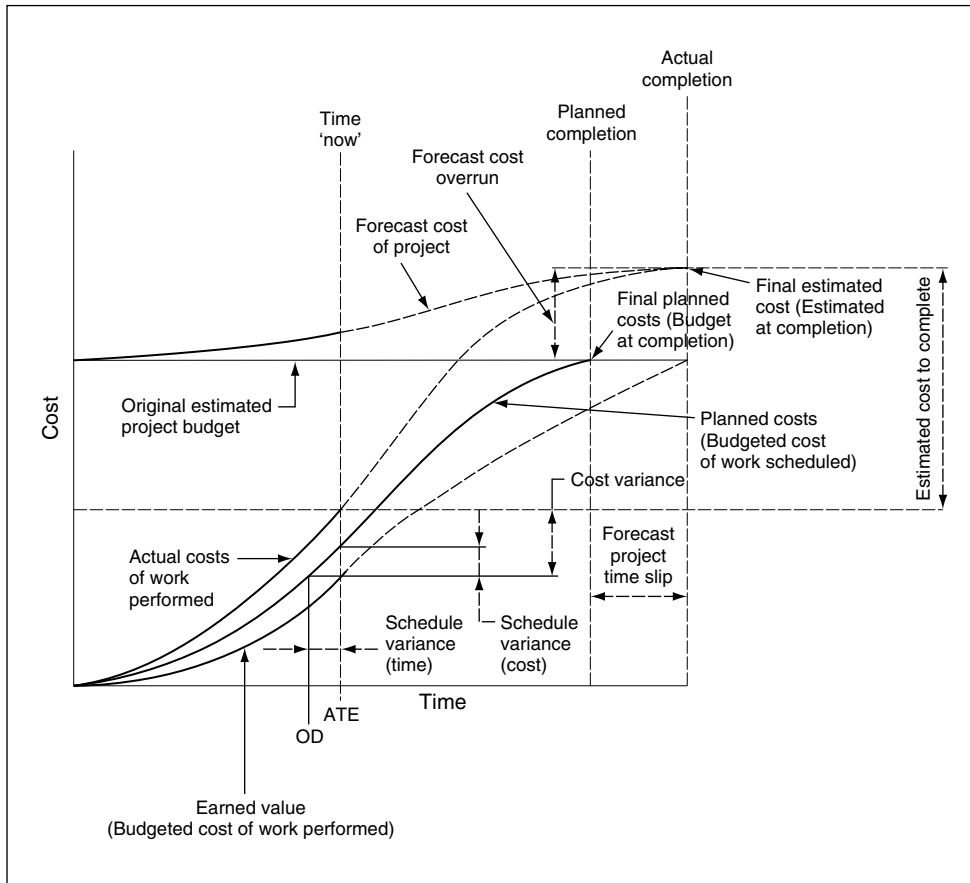 Actual
completion
Time
‘now’
Planned
completion
Forecast cost
overrun
Forecast cost
of project
Final estimated
cost (Estimated
at completion)
Final planned
costs (Budget
at completion)
Original estimated
project budget
Cost
Planned costs
(Budgeted cost
of work scheduled)
Estimated cost to complete
Cost variance
Actual costs
of work
performed
Forecast
project
time slip
Schedule
variance
(time)
Schedule
variance
(cost)
Time
ATE
OD
Earned value
(Budgeted cost of work performed)